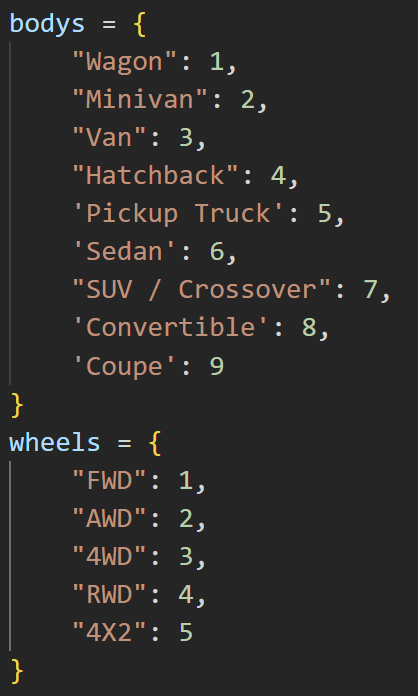 bodys = {
    "Wagon": 1,
    "Minivan": 2,
    "Van": 3,
    "Hatchback": 4,
    'Pickup Truck': 5,
    'Sedan': 6,
    "SUV / Crossover": 7,
    'Convertible': 8,
    'Coupe': 9
}
wheels = {
    "FWD": 1,
    "AWD": 2,
    "4WD": 3,
    "RWD": 4,
    "4X2": 5
}